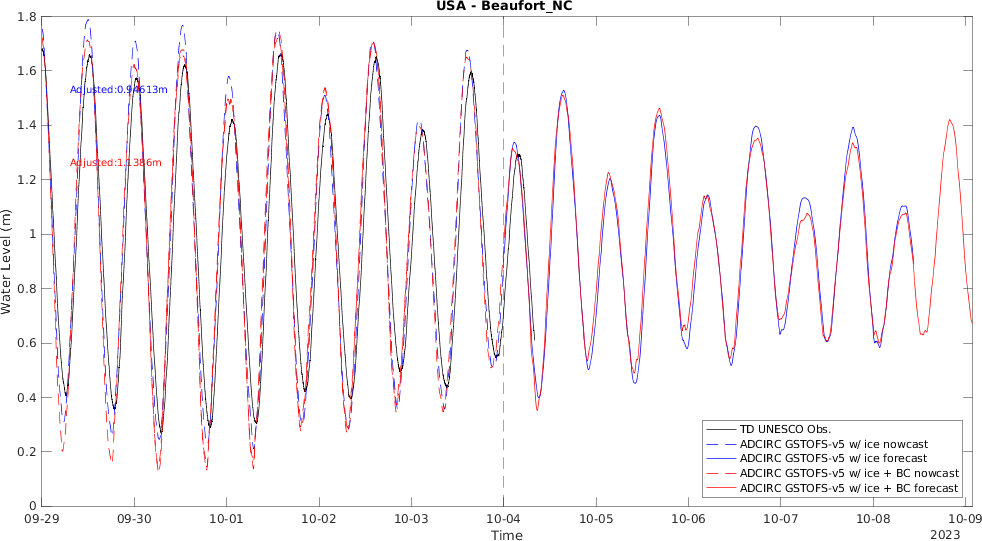 USA - Beaufort_NC
1.8
1.6
1.4
1.2
1
0.8
0.6
0.4
0.2
0
Water Level (m)
Adjusted:0.94613m
Adjusted:1.1386m
TD UNESCO Obs.
ADCIRC GSTOFS-v5 w/ ice nowcast
ADCIRC GSTOFS-v5 w/ ice forecast
ADCIRC GSTOFS-v5 w/ ice + BC nowcast
ADCIRC GSTOFS-v5 w/ ice + BC forecast
09-29 09-30 10-01 10-02 10-03 10-04 10-05 10-06 10-07 10-08 10-09
Time
2023